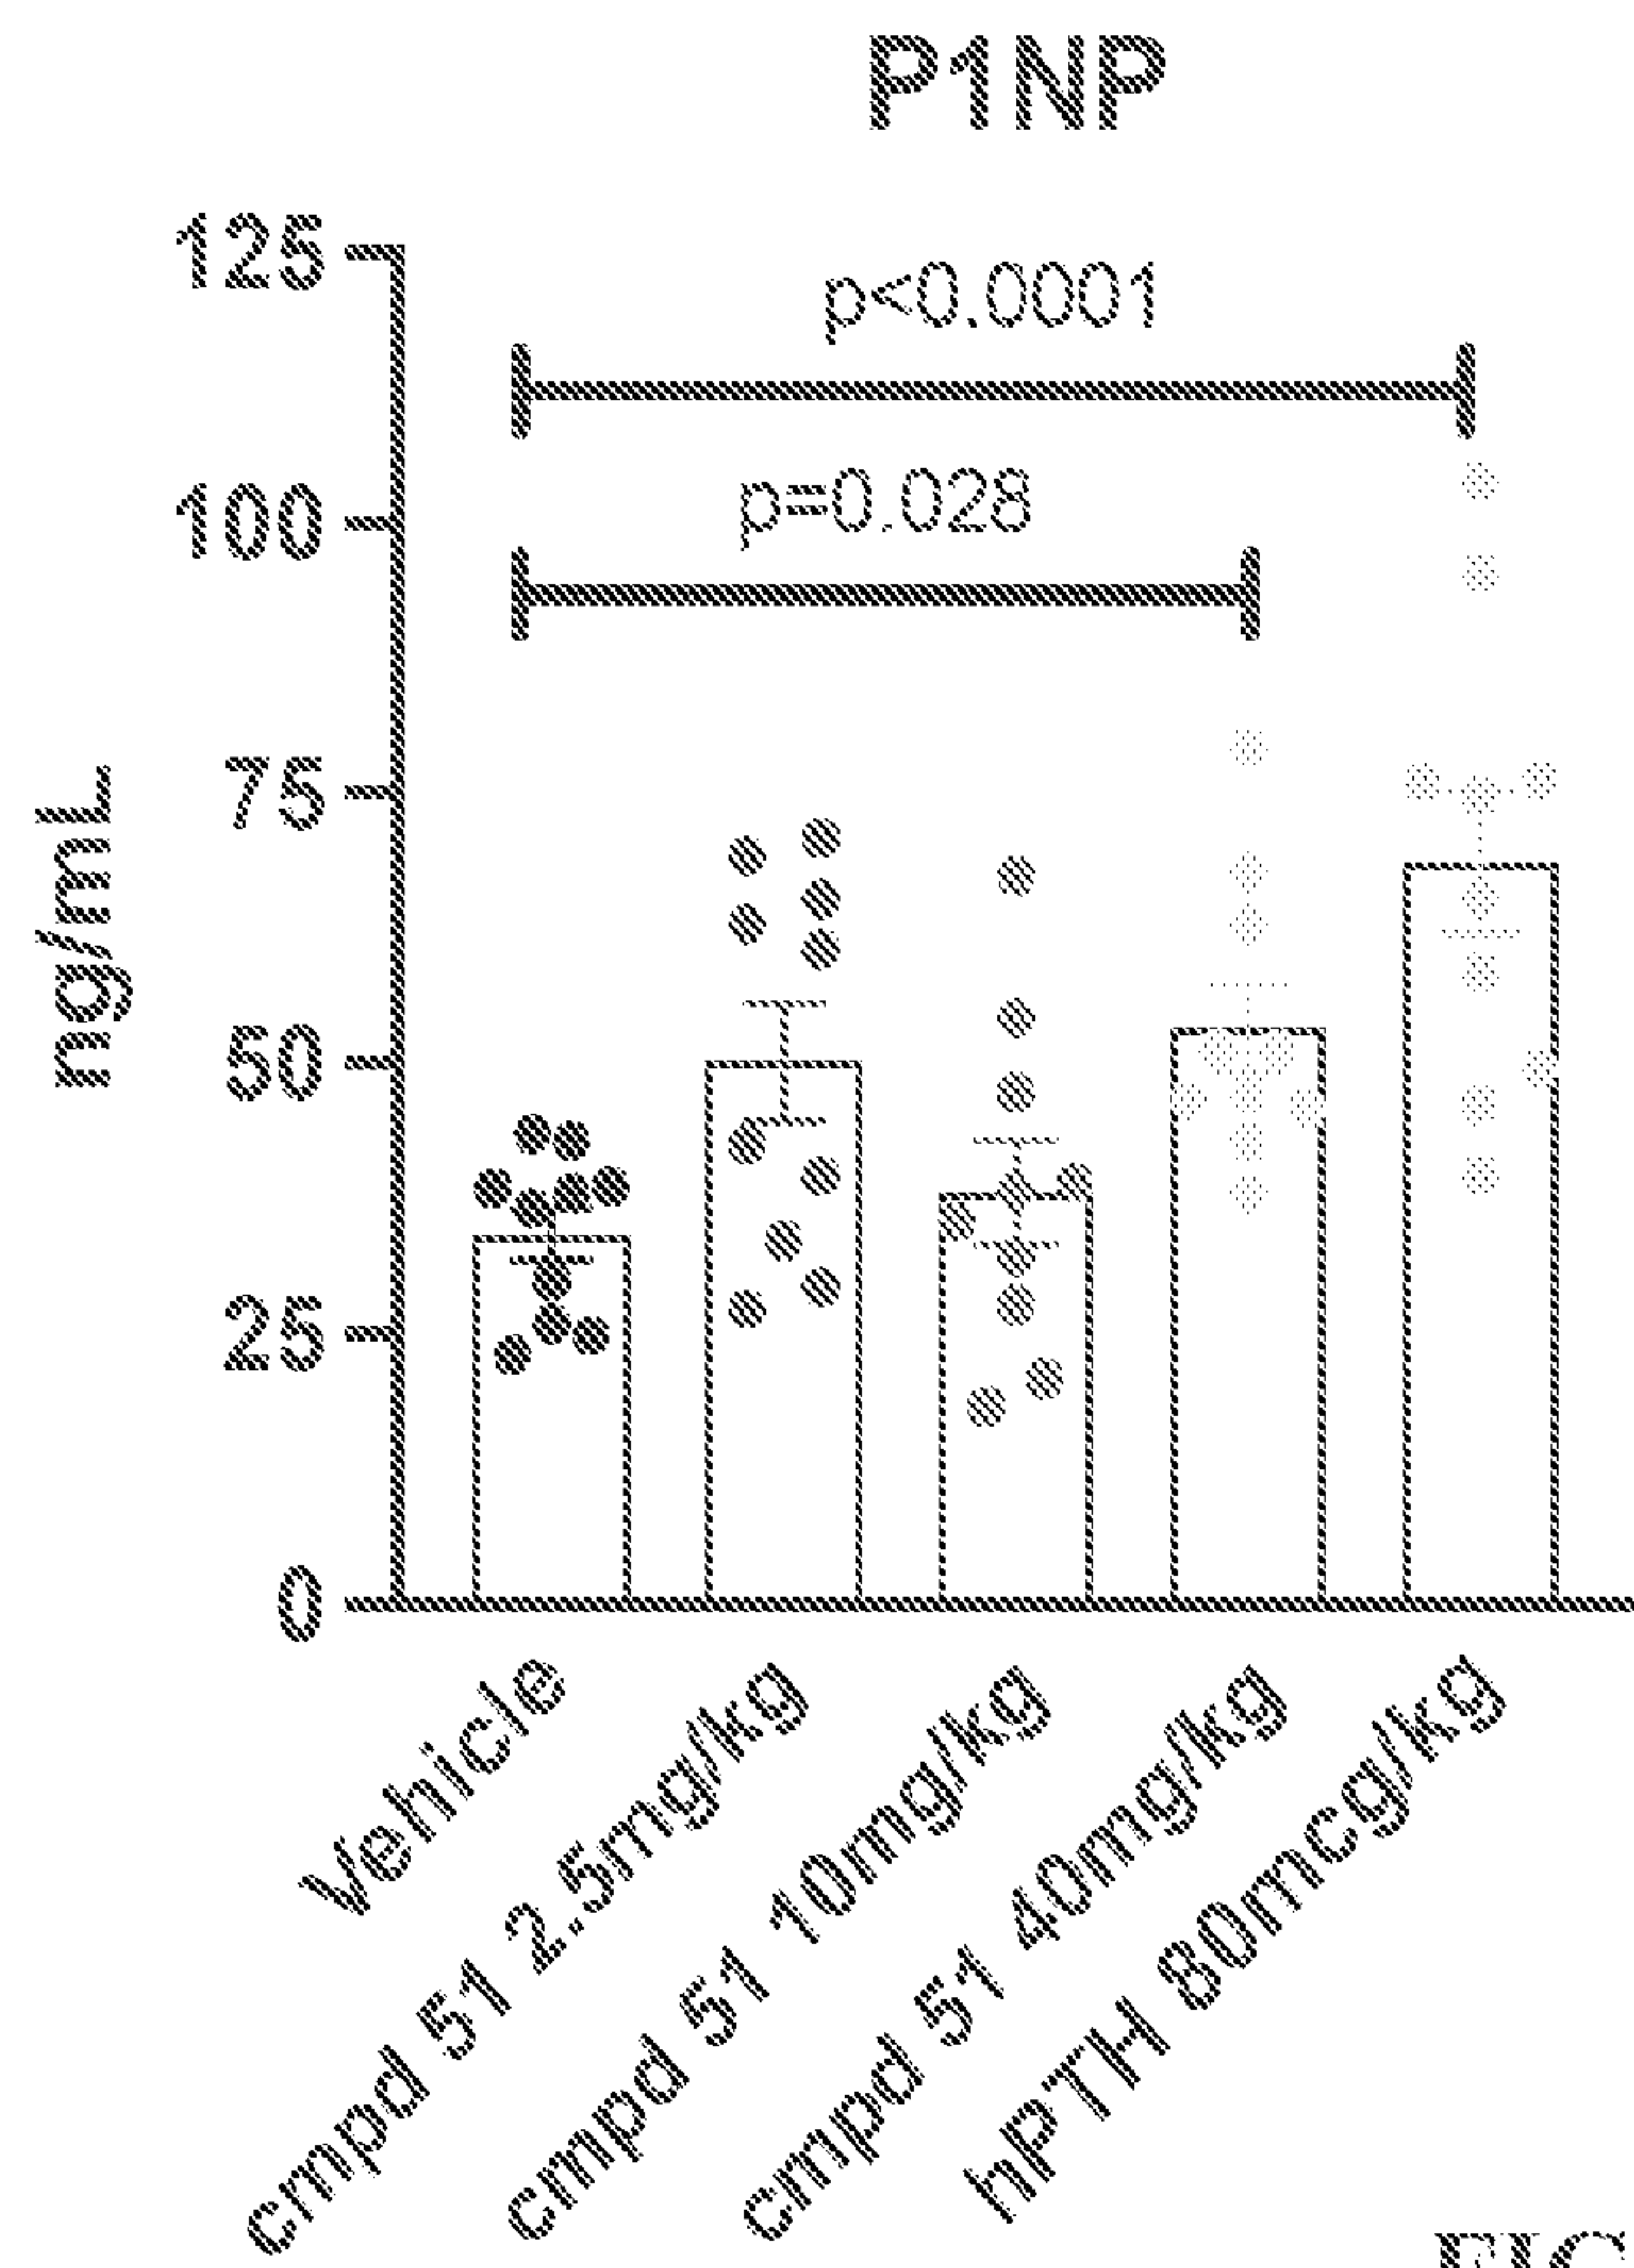 P1NP
125
p<0.0001
100
p=0.028
75
ng/mL
50
25
0
Vehicle
cmpd 51 2.5mg/kg
cmpd 51 10mg/kg
cmpd 51 40mg/kg
hPTH 80mcg/kg